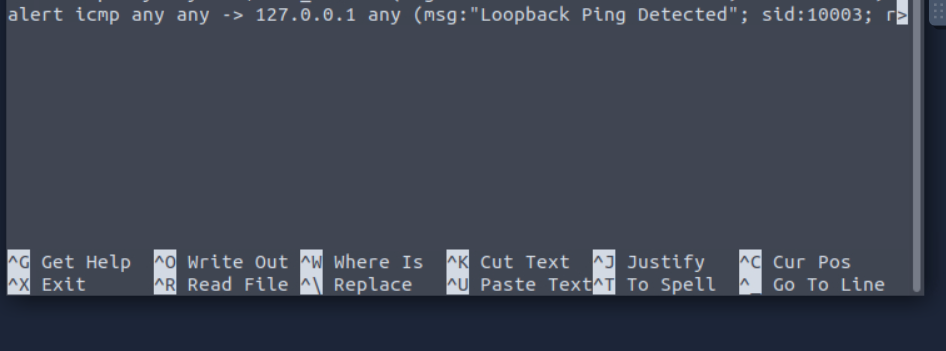 alert icmp any any -> 127.0.0.1 any (msg:"Loopback Ping Detected"; sid:10003; r>
^G Get Help ^O Write Out ^W Where Is ^K Cut Text ^J Justify ^C Cur Pos
^X Exit ^R Read File ^\ Replace ^U Paste Text ^T To Spell ^_ Go To Line